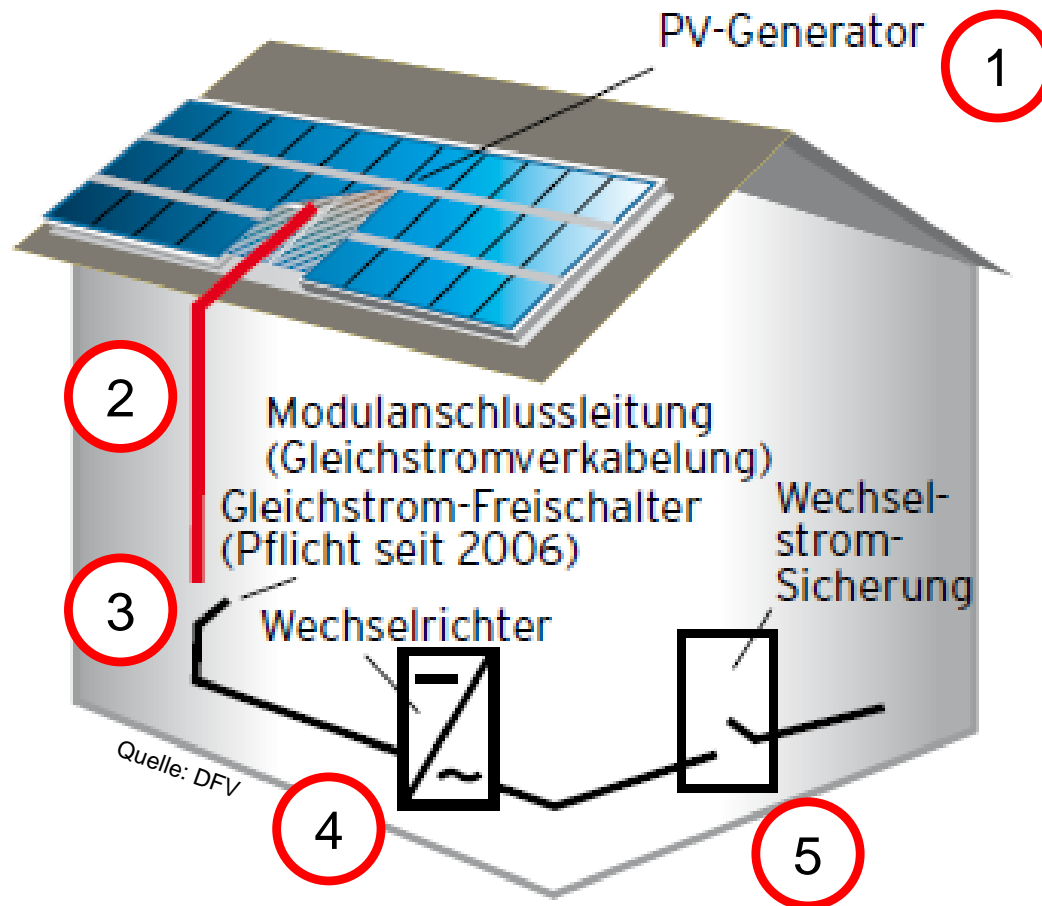 PV-Generator
1
2
Modulanschlussleitung
(Gleichstromverkabelung)
Gleichstrom-Freischalter
(Pflicht seit 2006)
Wechsel-
strom-
Sicherung
3
Wechselrichter
Quelle: DFV
4
5